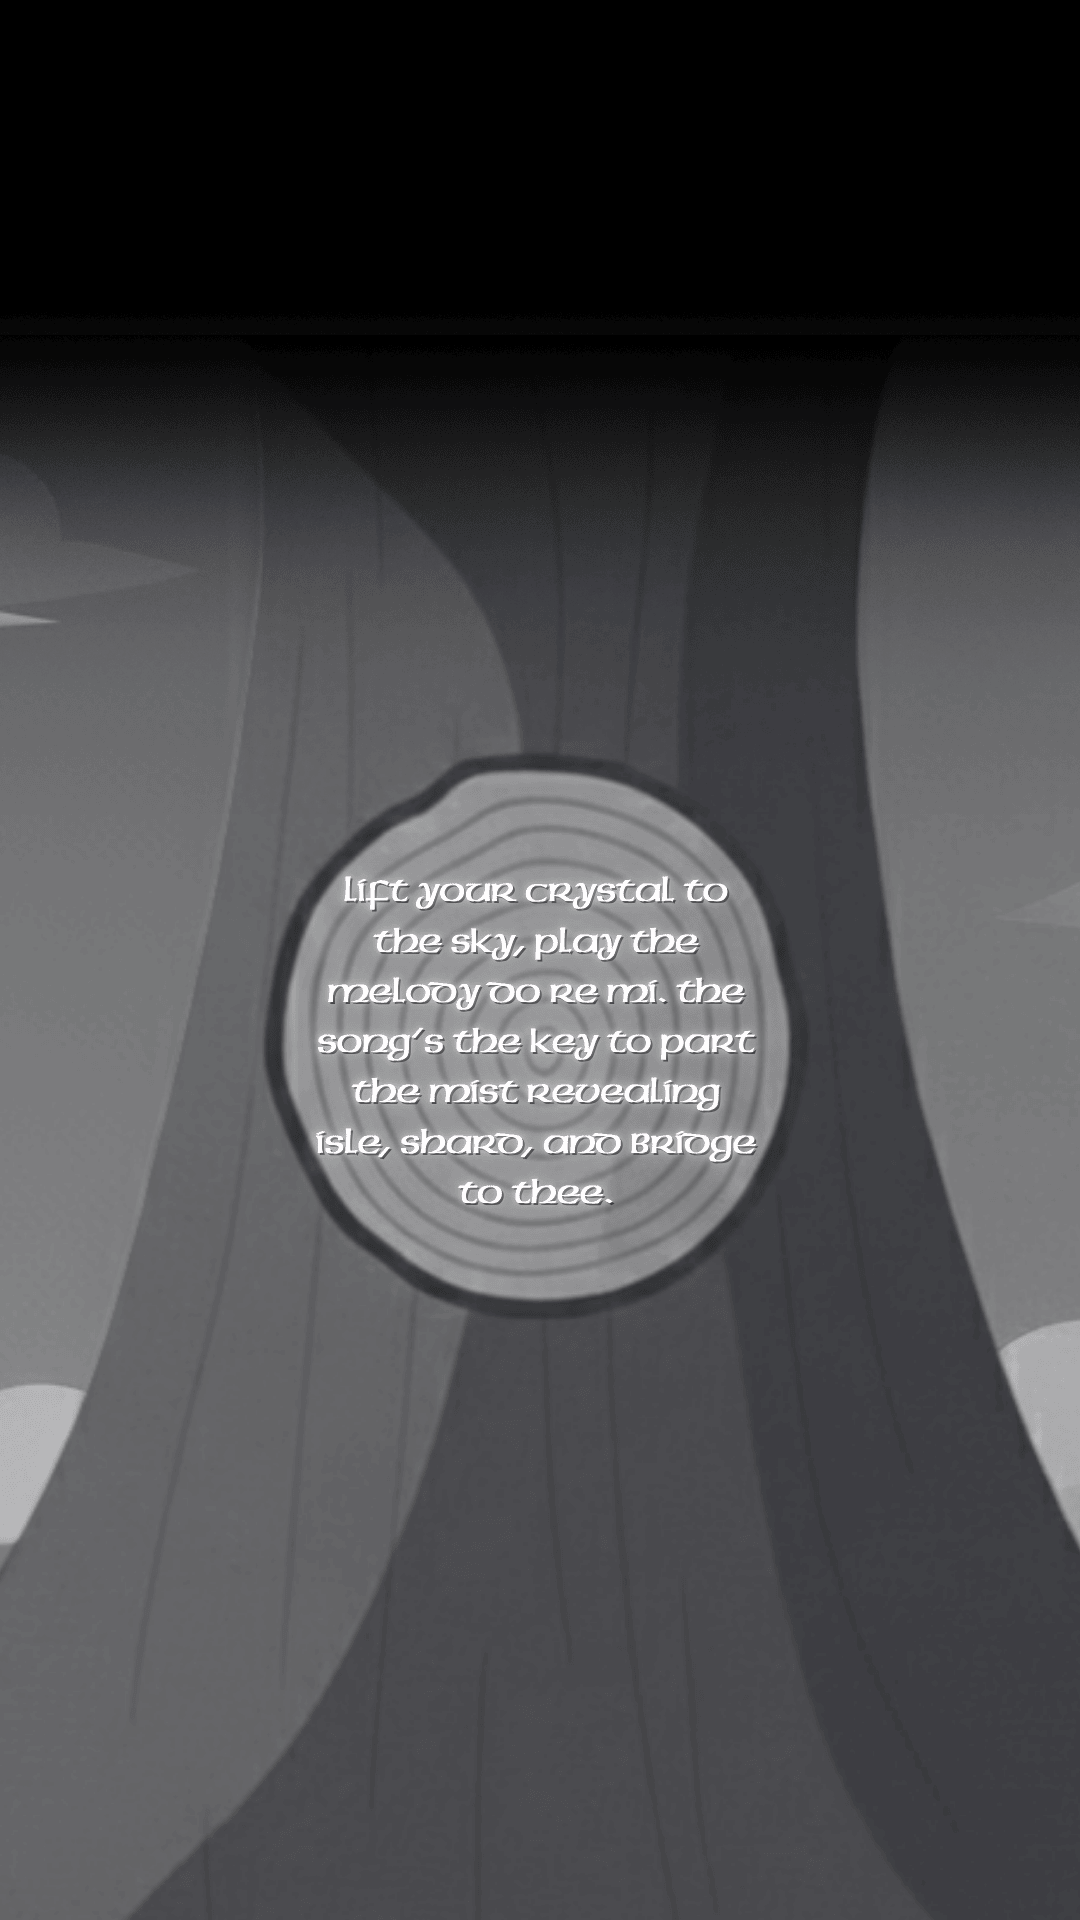 lift your crystal to
the sky, play the
melody do re mi. the
song's the key to part
the mist revealing
isle, shard, and bridge
to thee.